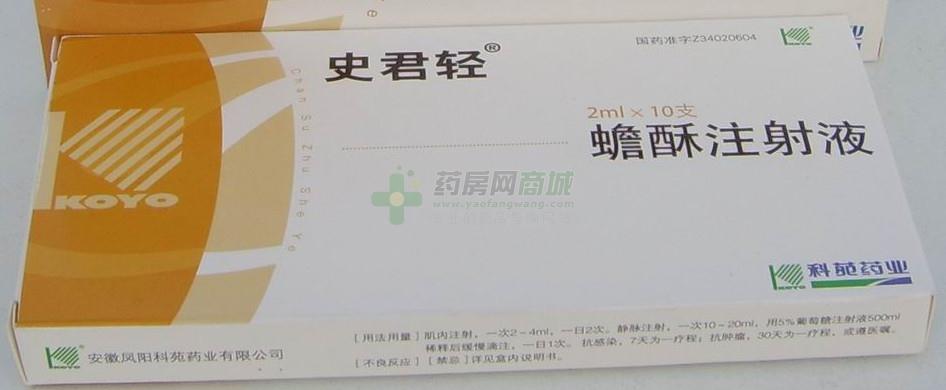 国药准字Z34020604
KOYO
史君轻®
Chan Su Zhu She Ye
2ml×10支
蟾酥注射液
药房网商城
www.yaofangwang.com
KOYO
KOYO
科苑药业
KOYO
安徽凤阳科苑药业有限公司
[用法用量] 肌内注射，一次2~4ml，一日2次。静脉注射，一次10~20ml，用5%葡萄糖注射液500ml
稀释后缓慢滴注，一日1次。抗感染，7天为一疗程；抗肿瘤，30天为一疗程，或遵医嘱。
[不良反应] [禁忌]详见盒内说明书。